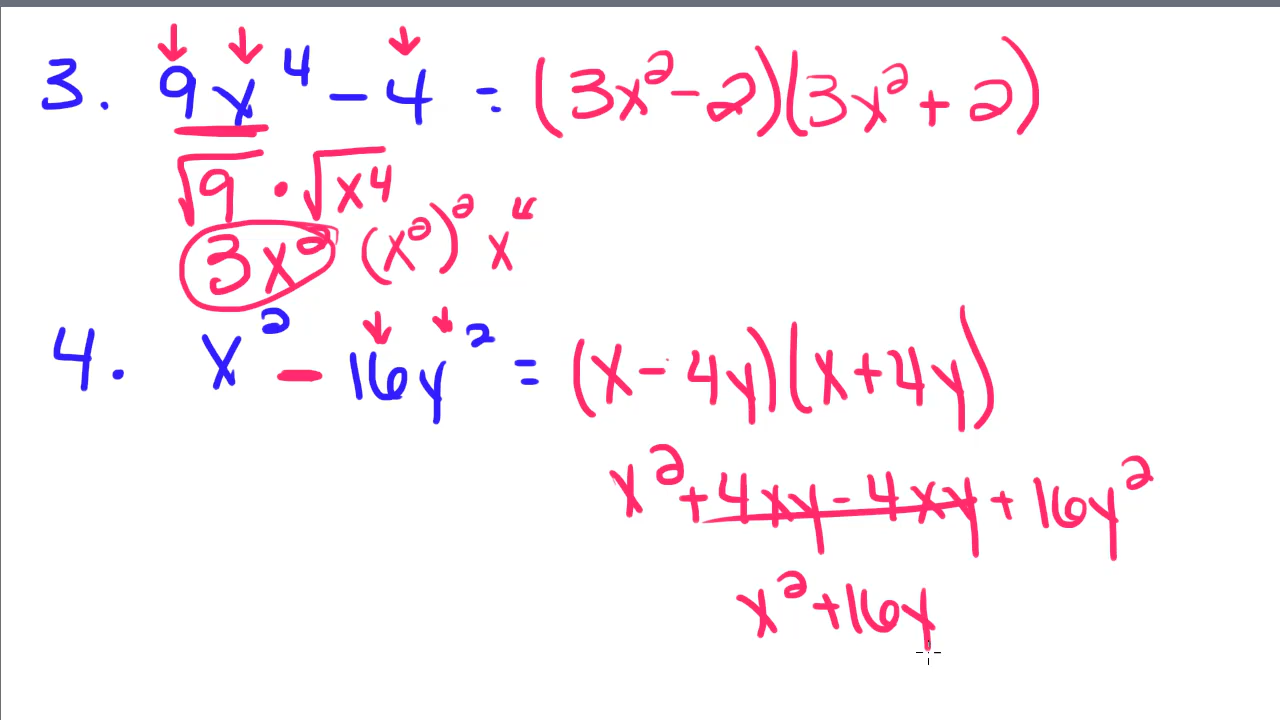 3. 9x⁴ - 4 = (3x² - 2)(3x² + 2)
√9 · √x⁴
3x² (x²)² x⁴
4. x² - 16y² = (x - 4y)(x + 4y)
x² + 4xy - 4xy + 16y²
x² + 16y